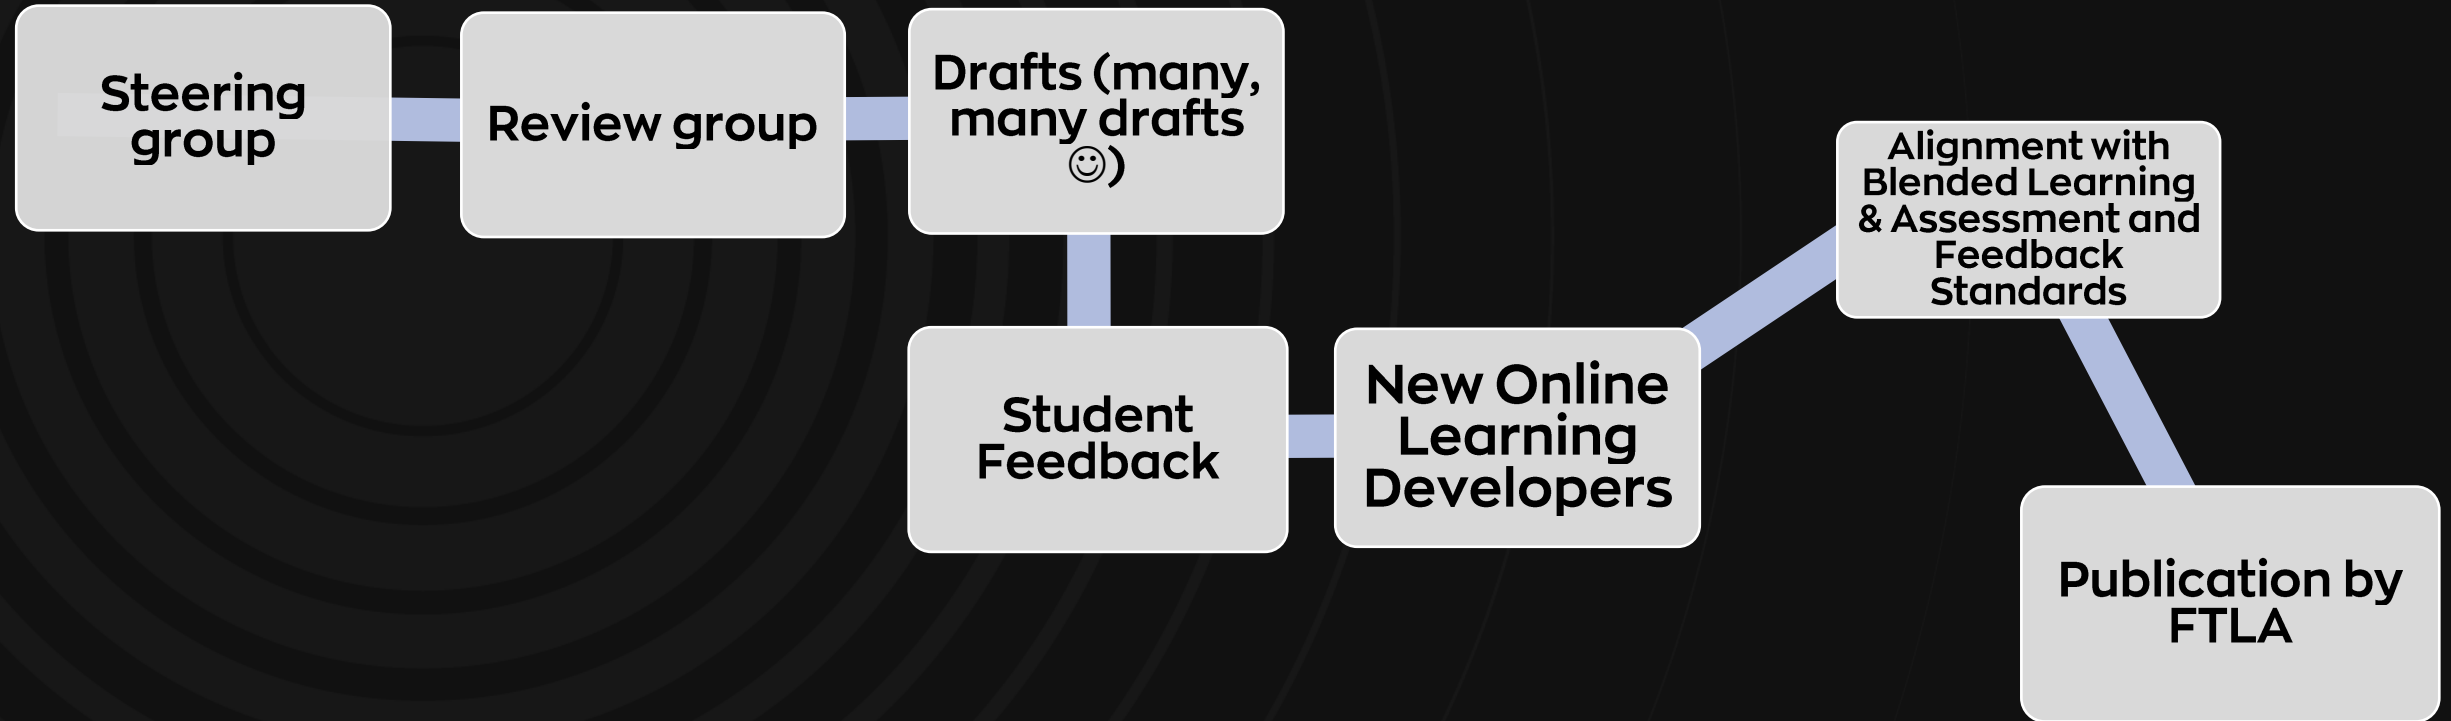 Steering
group
Review group
Drafts (many,
many drafts
☺)
Student
Feedback
New Online
Learning
Developers
Alignment with
Blended Learning
& Assessment and
Feedback
Standards
Publication by
FTLA